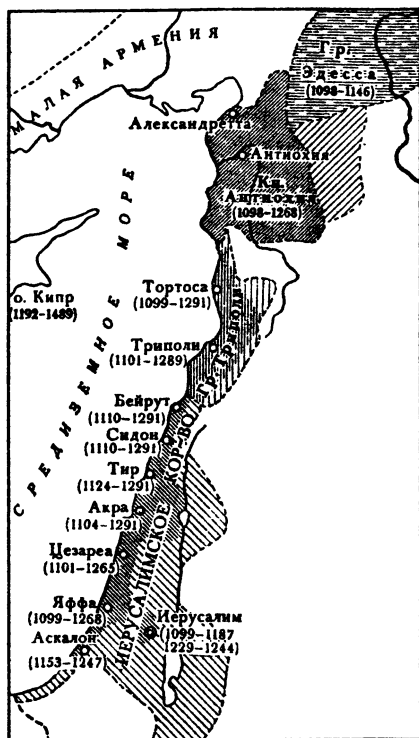 МАЛАЯ АРМЕНИЯ
Гр.
Эдесса
(1098-1146)
Александретта
Антиохия
Кн.
Антиохия
(1098-1268)
СРЕДИЗЕМНОЕ МОРЕ
о. Кипр
(1192-1489)
Тортоса
(1099-1291)
Триполи
(1101-1289)
Гр. Триполи
Бейрут
(1110-1291)
Сидон
(1110-1291)
Тир
(1124-1291)
Акра
(1104-1291)
Цезареа
(1101-1265)
ИЕРУСАЛИМСКОЕ КОР-ВО
Яффа
(1099-1268)
Иерусалим
(1099-1187
1229-1244)
Аскалон
(1153-1247)